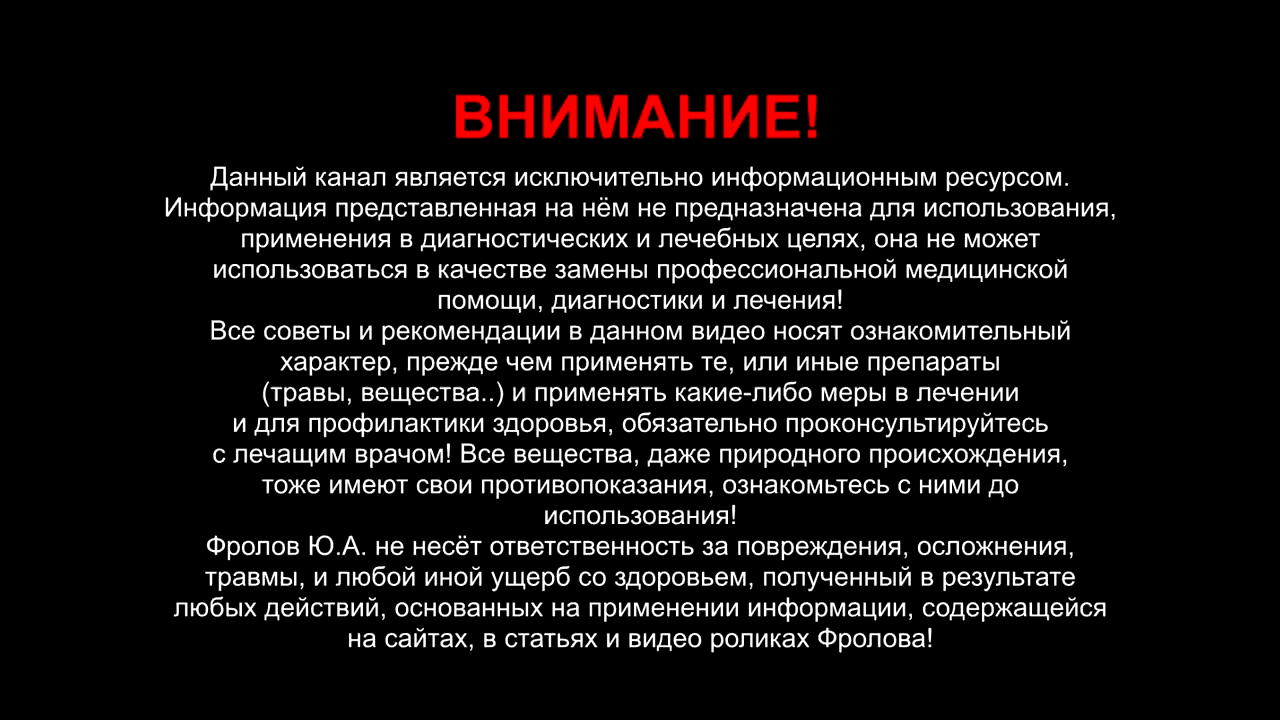 ВНИМАНИЕ!
Данный канал является исключительно информационным ресурсом.
Информация представленная на нём не предназначена для использования,
применения в диагностических и лечебных целях, она не может
использоваться в качестве замены профессиональной медицинской
помощи, диагностики и лечения!
Все советы и рекомендации в данном видео носят ознакомительный
характер, прежде чем применять те, или иные препараты
(травы, вещества..) и применять какие-либо меры в лечении
и для профилактики здоровья, обязательно проконсультируйтесь
с лечащим врачом! Все вещества, даже природного происхождения,
тоже имеют свои противопоказания, ознакомьтесь с ними до
использования!
Фролов Ю.А. не несёт ответственность за повреждения, осложнения,
травмы, и любой иной ущерб со здоровьем, полученный в результате
любых действий, основанных на применении информации, содержащейся
на сайтах, в статьях и видео роликах Фролова!